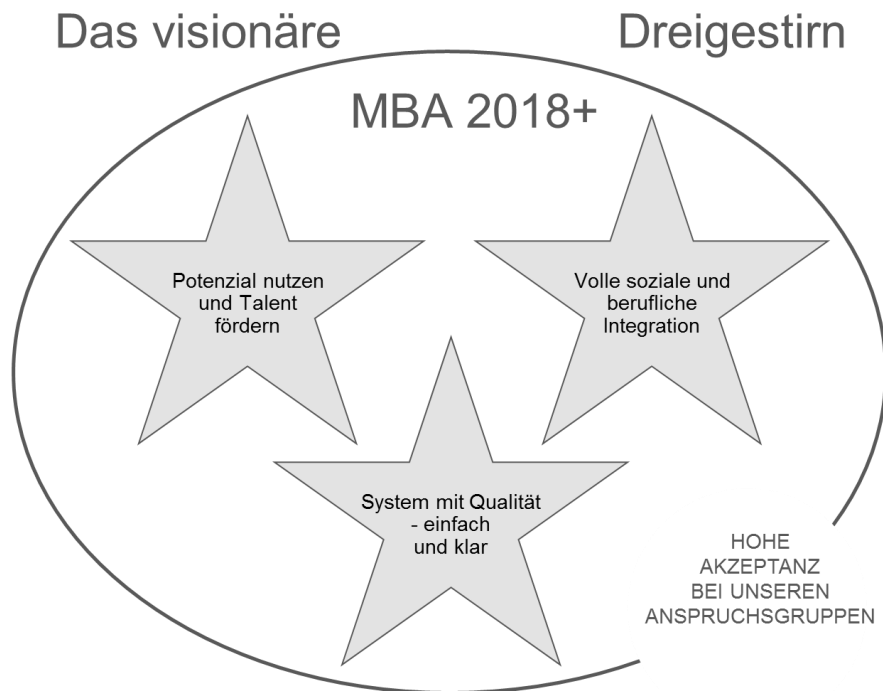 Das visionäre Dreigestirn
MBA 2018+
Potenzial nutzen
und Talent
fördern
Volle soziale und
berufliche
Integration
System mit Qualität
- einfach
und klar
HOHE
AKZEPTANZ
BEI UNSEREN
ANSPRUCHSGRUPPEN